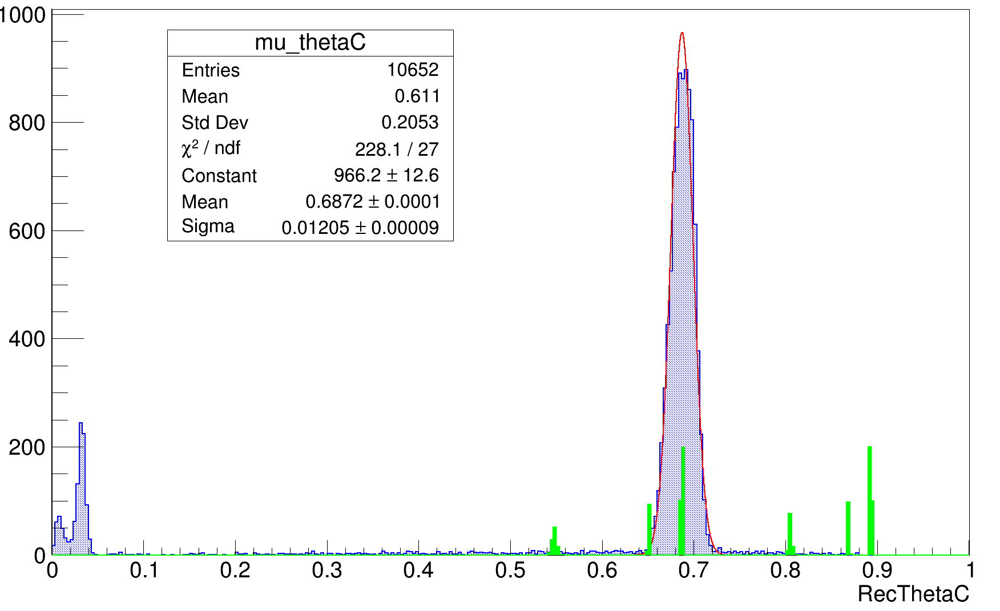 1000
mu_thetaC
Entries 10652
Mean 0.611
Std Dev 0.2053
χ² / ndf 228.1 / 27
Constant 966.2 ± 12.6
Mean 0.6872 ± 0.0001
Sigma 0.01205 ± 0.00009
800
600
400
200
0
0 0.1 0.2 0.3 0.4 0.5 0.6 0.7 0.8 0.9 1
RecThetaC